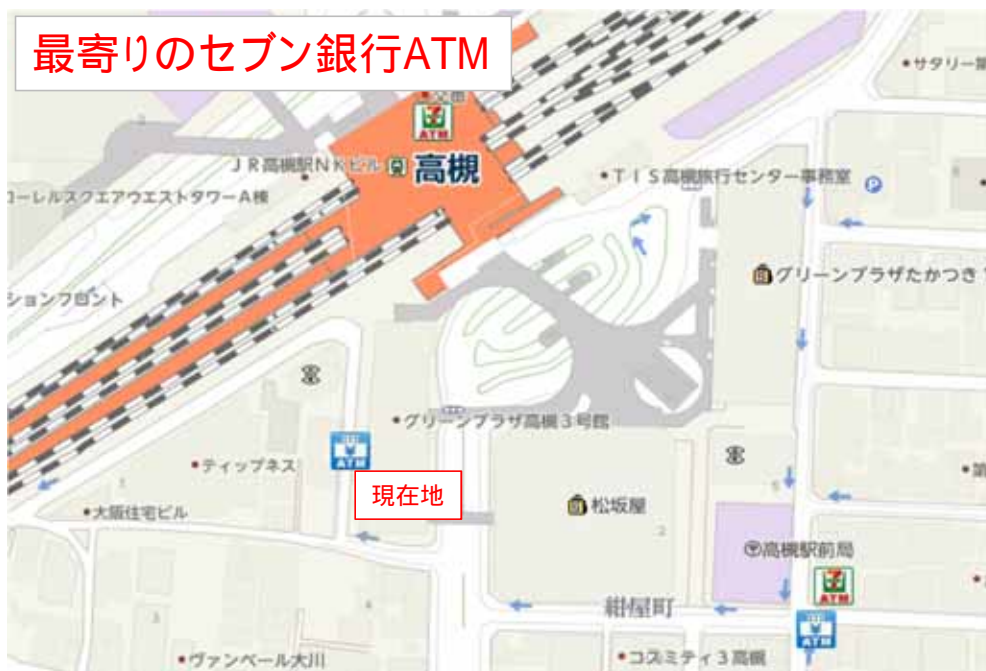 最寄りのセブン銀行ATM
サタリー第
ATM
JR高槻駅NKビル
高槻
TIS高槻旅行センター事務室
P
ローレルスクエアウエストタワーA棟
グリーンプラザたかつき
ションフロント
グリーンプラザ高槻3号館
ATM
ティップネス
現在地
松坂屋
第
大阪住宅ビル
高槻駅前局
ATM
紺屋町
ATM
ヴァンベール大川
コスミティ3高槻